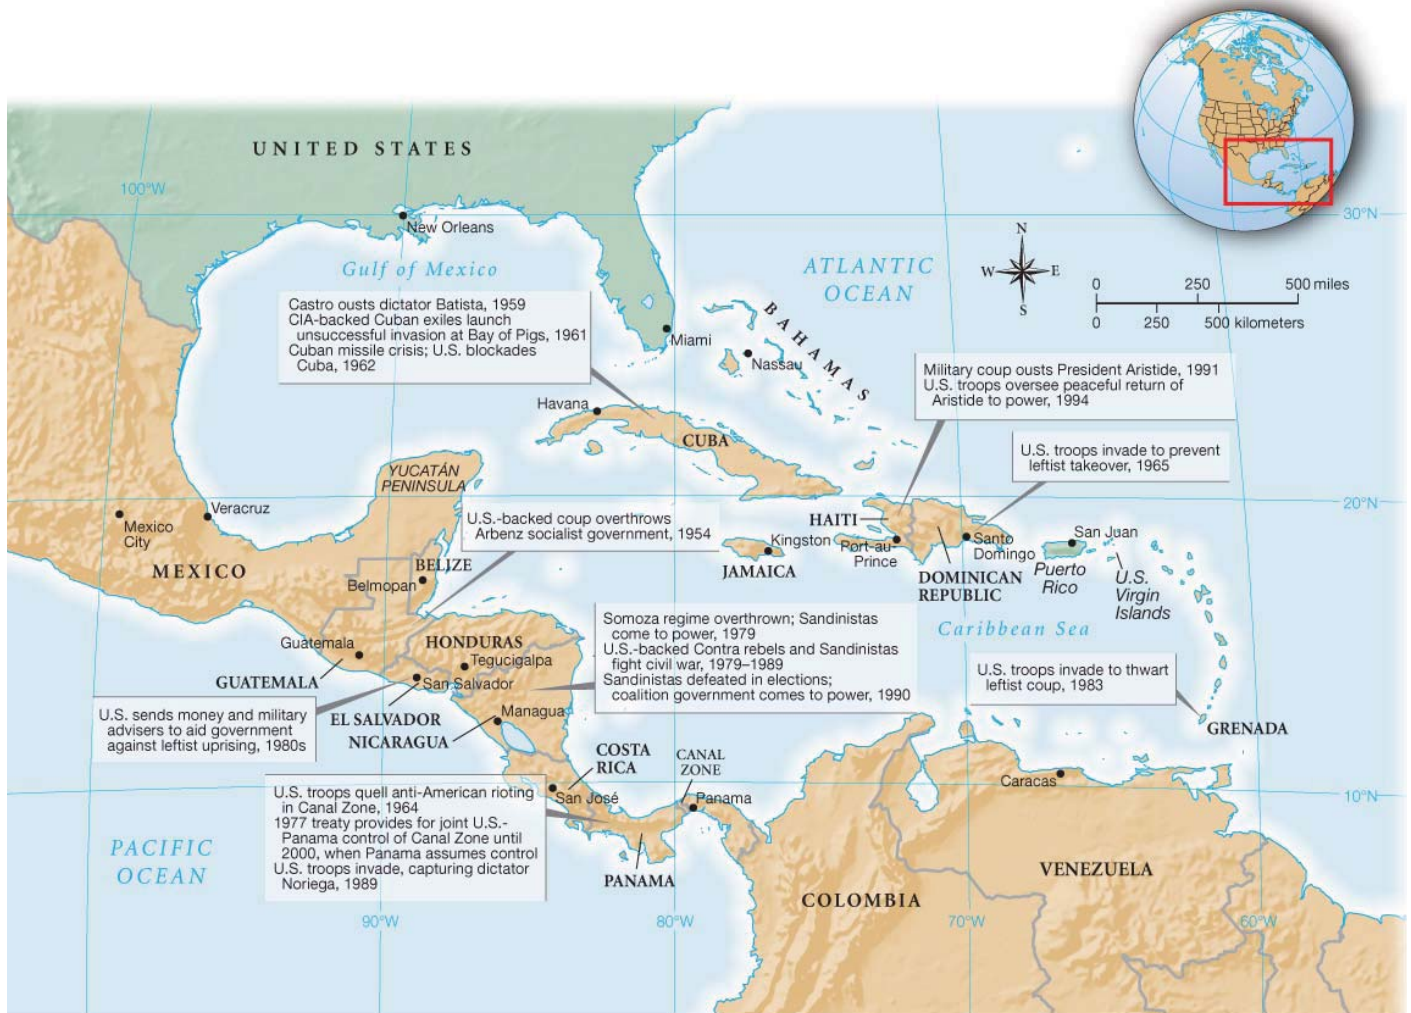 UNITED STATES
100°W
New Orleans
30°N
Gulf of Mexico
ATLANTIC
OCEAN
N
W
E
S
0 250 500 miles
0 250 500 kilometers
Castro ousts dictator Batista, 1959
CIA-backed Cuban exiles launch
unsuccessful invasion at Bay of Pigs, 1961
Cuban missile crisis; U.S. blockades
Cuba, 1962
Miami
Nassau
BAHAMAS
Military coup ousts President Aristide, 1991
U.S. troops oversee peaceful return of
Aristide to power, 1994
Havana
CUBA
U.S. troops invade to prevent
leftist takeover, 1965
YUCATÁN
PENINSULA
20°N
Veracruz
Mexico
City
MEXICO
U.S.-backed coup overthrows
Arbenz socialist government, 1954
HAITI
Kingston
JAMAICA
Port-au-
Prince
Santo
Domingo
DOMINICAN
REPUBLIC
San Juan
Puerto
Rico
U.S.
Virgin
Islands
BELIZE
Belmopan
Caribbean Sea
Guatemala
GUATEMALA
HONDURAS
Tegucigalpa
San Salvador
EL SALVADOR
Managua
NICARAGUA
Somoza regime overthrown; Sandinistas
come to power, 1979
U.S.-backed Contra rebels and Sandinistas
fight civil war, 1979–1989
Sandinistas defeated in elections;
coalition government comes to power, 1990
U.S. troops invade to thwart
leftist coup, 1983
GRENADA
U.S. sends money and military
advisers to aid government
against leftist uprising, 1980s
COSTA
RICA
San José
CANAL
ZONE
Panama
PANAMA
Caracas
10°N
U.S. troops quell anti-American rioting
in Canal Zone, 1964
1977 treaty provides for joint U.S.-
Panama control of Canal Zone until
2000, when Panama assumes control
U.S. troops invade, capturing dictator
Noriega, 1989
PACIFIC
OCEAN
VENEZUELA
COLOMBIA
90°W
80°W
70°W
60°W